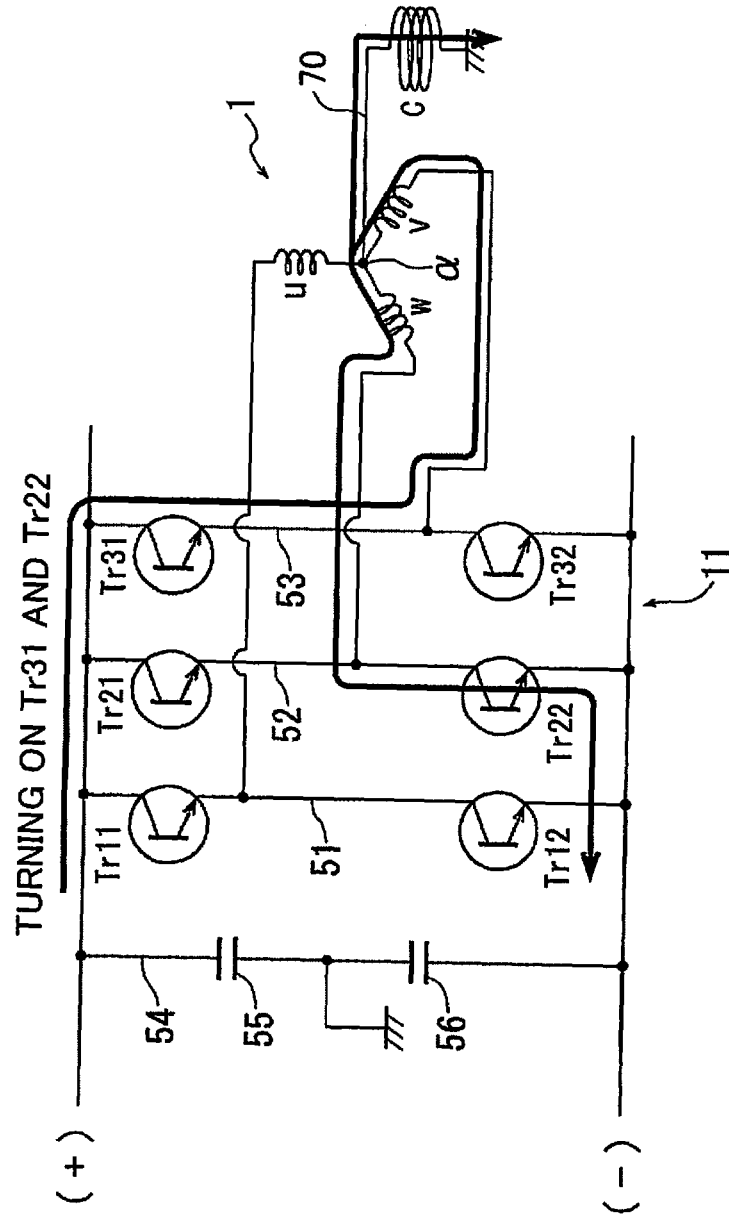 TURNING ON Tr31 AND Tr22
(+)
(-)
54
55
56
Tr11
Tr21
Tr31
51
52
53
Tr12
Tr22
Tr32
11
1
u
w
v
α
70
C